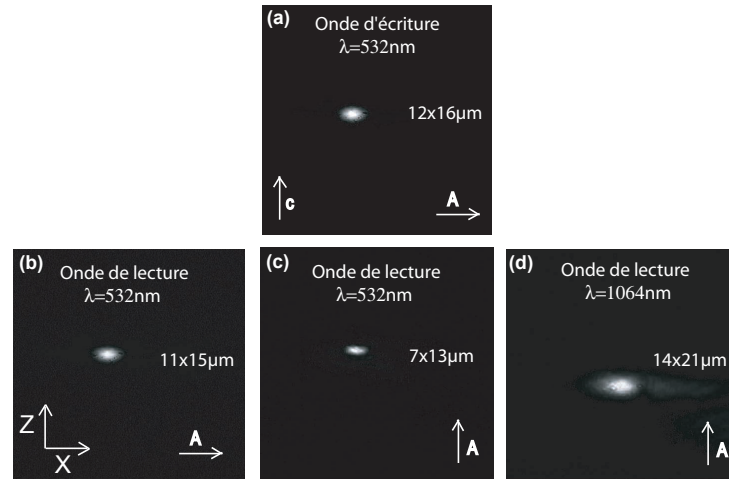 (a)
Onde d'écriture
λ=532nm
12x16µm
c
A
(b)
Onde de lecture
λ=532nm
11x15µm
Z
X
A
(c)
Onde de lecture
λ=532nm
7x13µm
A
(d)
Onde de lecture
λ=1064nm
14x21µm
A